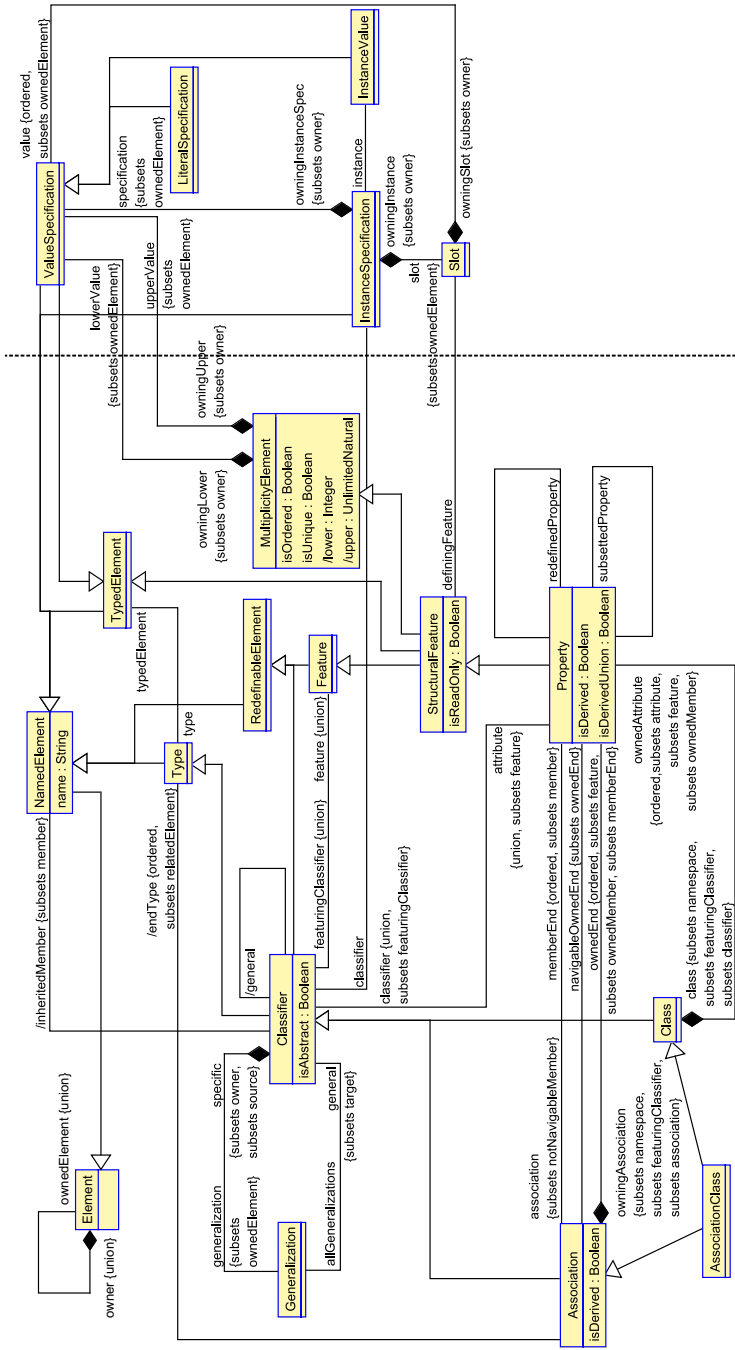 ownedElement {union}
Element
owner {union}
/inheritedMember {subsets member}
NamedElement
name : String
TypedElement
typedElement
type
Type
/endType {ordered,
subsets relatedElement}
value {ordered,
subsets ownedElement}
ValueSpecification
specification
{subsets
ownedElement}
LiteralSpecification
InstanceValue
lowerValue
{subsets ownedElement}
upperValue
{subsets
ownedElement}
owningInstanceSpec
{subsets owner}
instance
InstanceSpecification
owningInstance
{subsets owner}
slot
{subsets ownedElement}
Slot
owningSlot {subsets owner}
owningLower
{subsets owner}
owningUpper
{subsets owner}
MultiplicityElement
isOrdered : Boolean
isUnique : Boolean
/lower : Integer
/upper : UnlimitedNatural
RedefinableElement
Feature
feature {union}
featuringClassifier {union}
StructuralFeature
isReadOnly : Boolean
definingFeature
generalization
{subsets
ownedElement}
specific
{subsets owner,
subsets source}
Generalization
allGeneralizations
general
{subsets target}
Classifier
isAbstract : Boolean
/general
classifier
classifier {union,
subsets featuringClassifier}
attribute
{union, subsets feature}
Property
isDerived : Boolean
isDerivedUnion : Boolean
redefinedProperty
subsettedProperty
association
{subsets notNavigableMember}
memberEnd {ordered, subsets member}
navigableOwnedEnd {subsets ownedEnd}
ownedEnd {ordered, subsets feature,
subsets ownedMember, subsets memberEnd}
Association
isDerived : Boolean
owningAssociation
{subsets namespace,
subsets featuringClassifier,
subsets association}
Class
class {subsets namespace,
subsets featuringClassifier,
subsets classifier}
ownedAttribute
{ordered,subsets attribute,
subsets feature,
subsets ownedMember}
AssociationClass